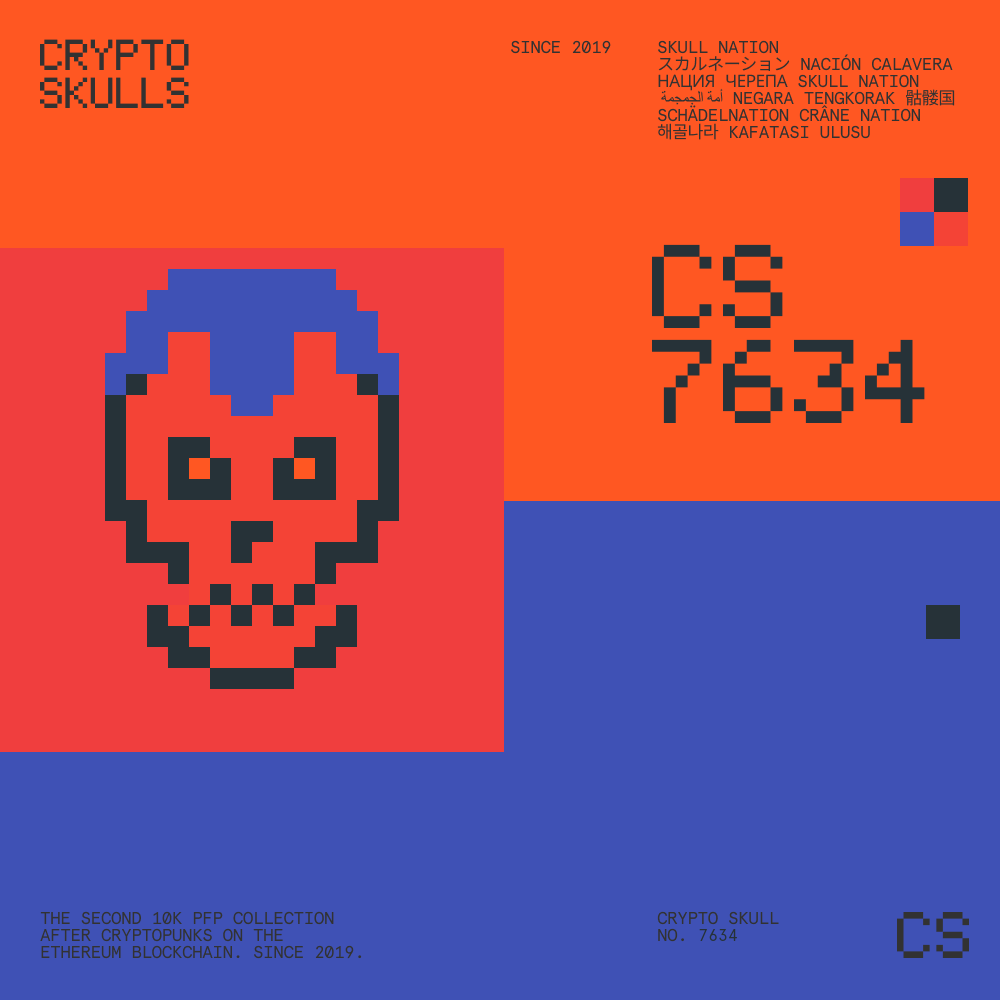 CRYPTO
SKULLS
SINCE 2019
SKULL NATION
スカルネーション NACIÓN CALAVERA
НАЦИЯ ЧЕРЕПА SKULL NATION
أمة الجمجمة NEGARA TENGKORAK 骷髅国
SCHÄDELNATION CRÂNE NATION
해골나라 KAFATASI ULUSU
CS
7634
THE SECOND 10K PFP COLLECTION
AFTER CRYPTOPUNKS ON THE
ETHEREUM BLOCKCHAIN. SINCE 2019.
CRYPTO SKULL
NO. 7634
CS